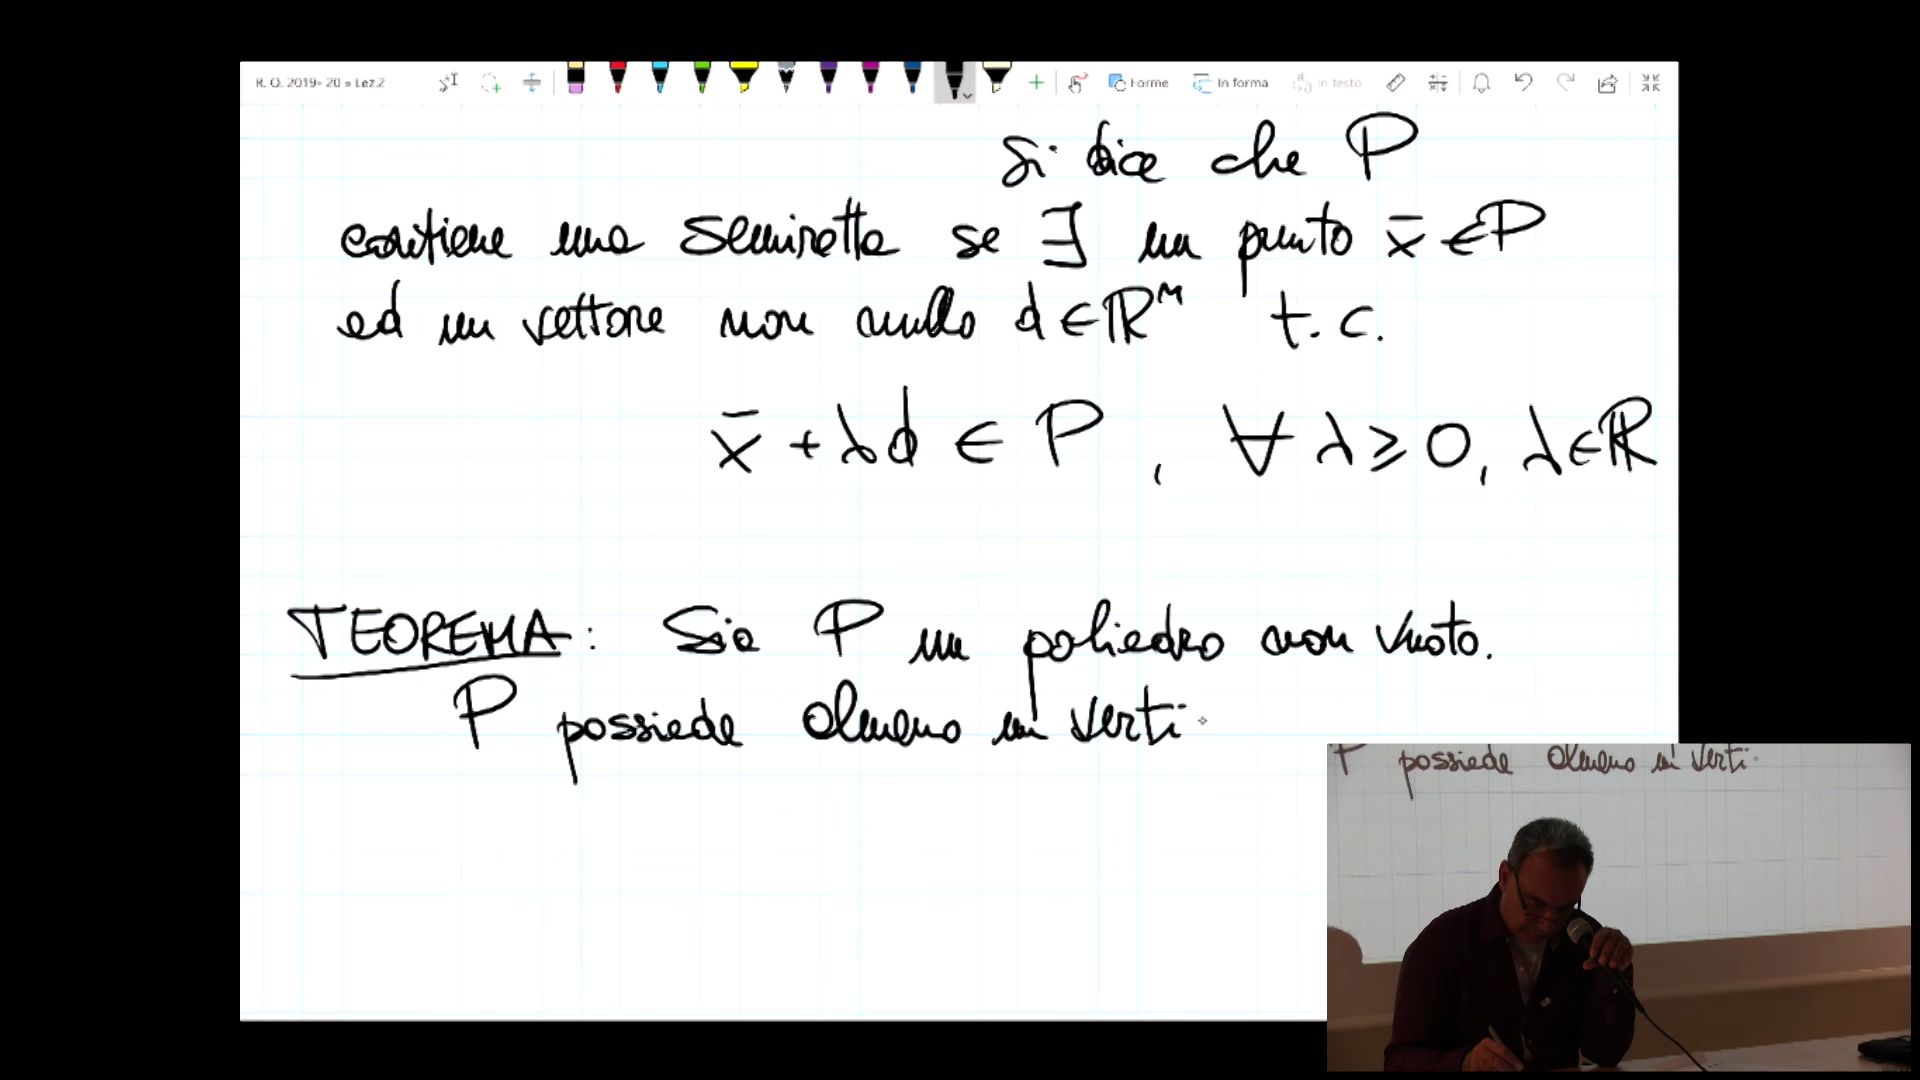 R. O. 2019-20 » Lez.2 Forme In forma in testo
Si dice che P
contiene una semiretta se ∃ un punto x̄ ∈ P
ed un vettore non nullo d ∈ ℝⁿ t.c.
x̄ + λd ∈ P, ∀ λ ≥ 0, λ ∈ ℝ
TEOREMA: Sia P un poliedro non vuoto.
P possiede almeno un verti
P possiede almeno un verti